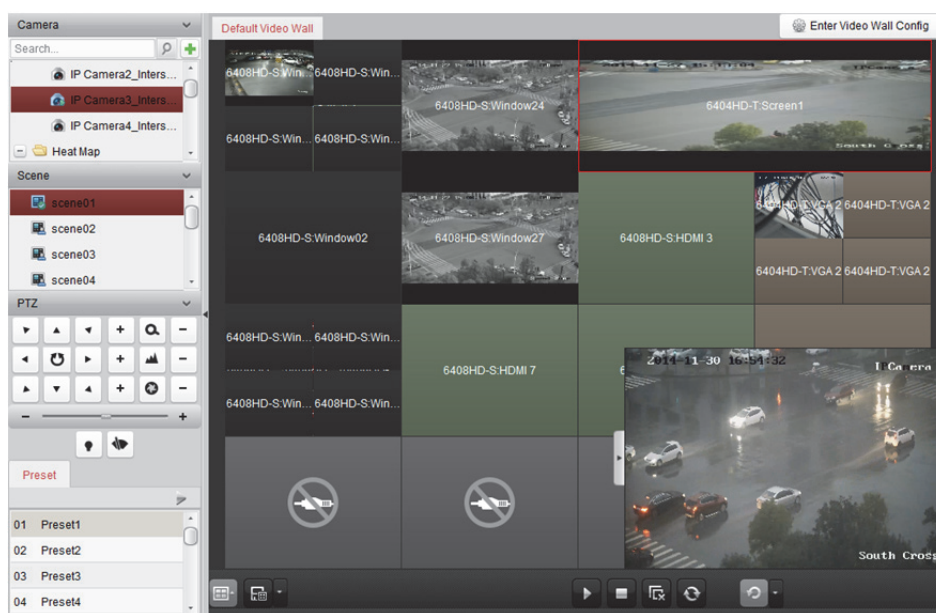 Camera
Default Video Wall
Enter Video Wall Config
Search...
IP Camera2_Inters...
IP Camera3_Inters...
IP Camera4_Inters...
Heat Map
Scene
scene01
scene02
scene03
scene04
PTZ
Preset
01 Preset1
02 Preset2
03 Preset3
04 Preset4
6408HD-S:Win... 6408HD-S:Win...
6408HD-S:Window24
6404HD-T:Screen1
6408HD-S:Win... 6408HD-S:Win...
South Cross
6408HD-S:Window02
6408HD-S:Window27
6408HD-S:HDMI 3
6404HD-T:VGA 2 6404HD-T:VGA 2
6404HD-T:VGA 2 6404HD-T:VGA 2
6408HD-S:Win... 6408HD-S:Win...
6408HD-S:HDMI 7
6408HD-S:Win... 6408HD-S:Win...
2014-11-30 16:54:32
IPCamera
South Cross